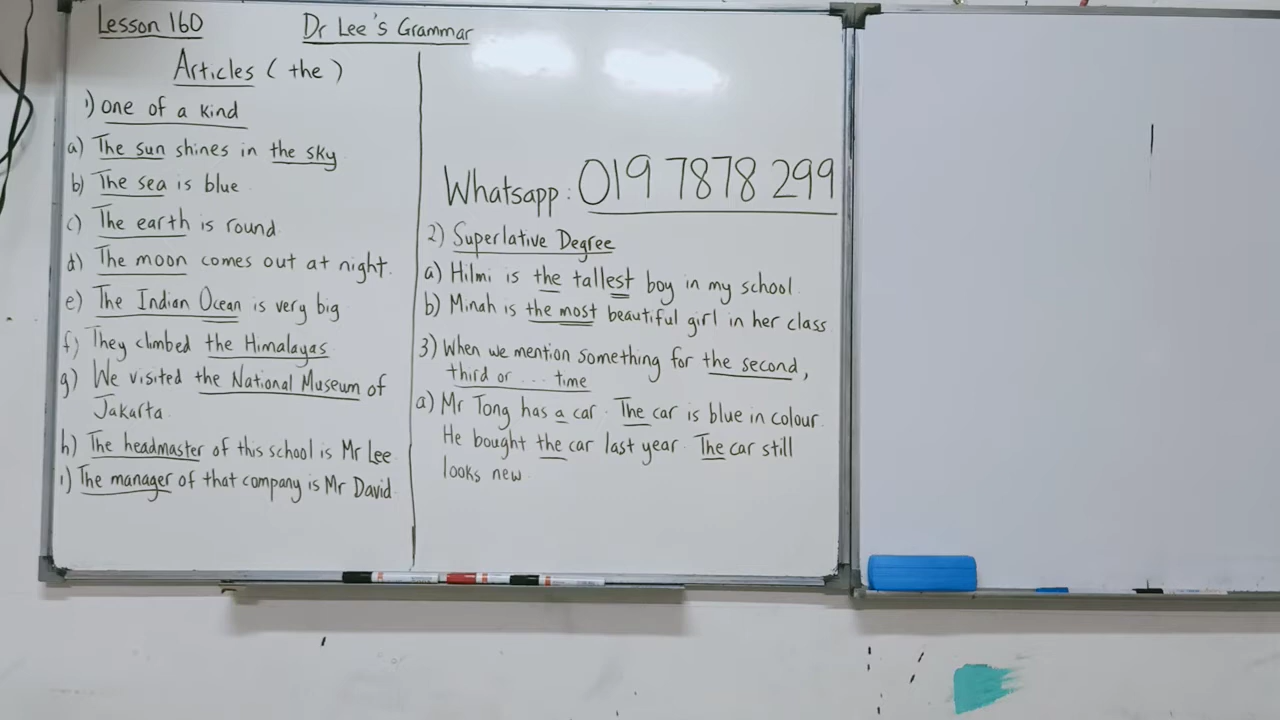 Lesson 160
Dr Lee's Grammar
Articles ( the )
1) one of a kind
a) The sun shines in the sky
b) The sea is blue
c) The earth is round
d) The moon comes out at night.
e) The Indian Ocean is very big
f) They climbed the Himalayas
g) We visited the National Museum of
Jakarta.
h) The headmaster of this school is Mr Lee
i) The manager of that company is Mr David.
Whatsapp : 019 7878 299
2) Superlative Degree
a) Hilmi is the tallest boy in my school.
b) Minah is the most beautiful girl in her class
3) When we mention something for the second,
third or ... time
a) Mr Tong has a car. The car is blue in colour.
He bought the car last year. The car still
looks new.